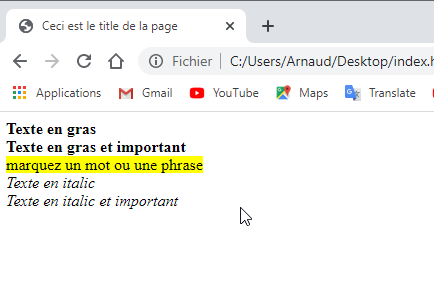 Ceci est le title de la page
Fichier C:/Users/Arnaud/Desktop/index.h
Applications Gmail YouTube Maps Translate
Texte en gras
Texte en gras et important
marquez un mot ou une phrase
Texte en italic
Texte en italic et important